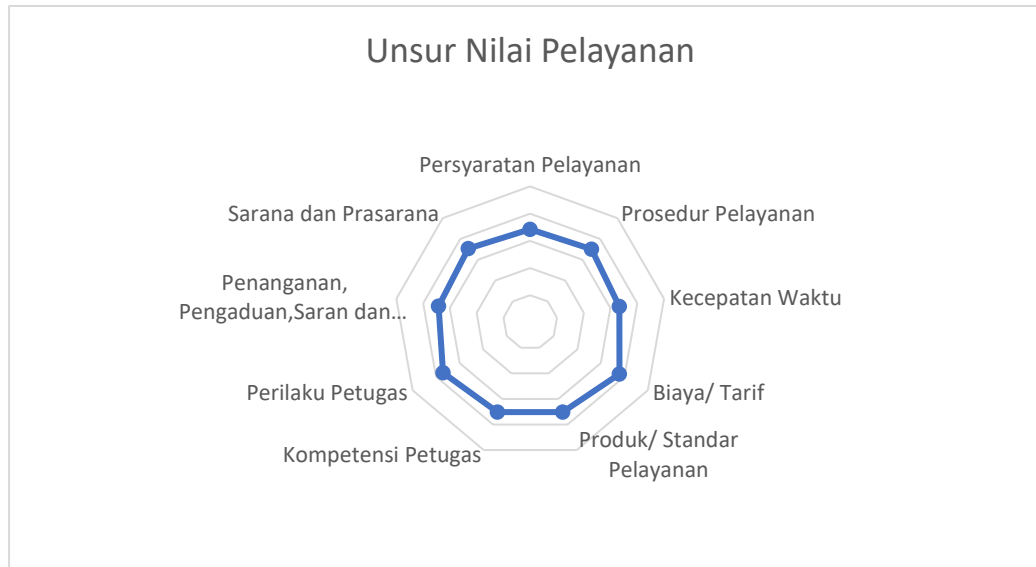 Unsur Nilai Pelayanan
Persyaratan Pelayanan
Prosedur Pelayanan
Kecepatan Waktu
Biaya/ Tarif
Produk/ Standar
Pelayanan
Kompetensi Petugas
Perilaku Petugas
Penanganan,
Pengaduan,Saran dan...
Sarana dan Prasarana